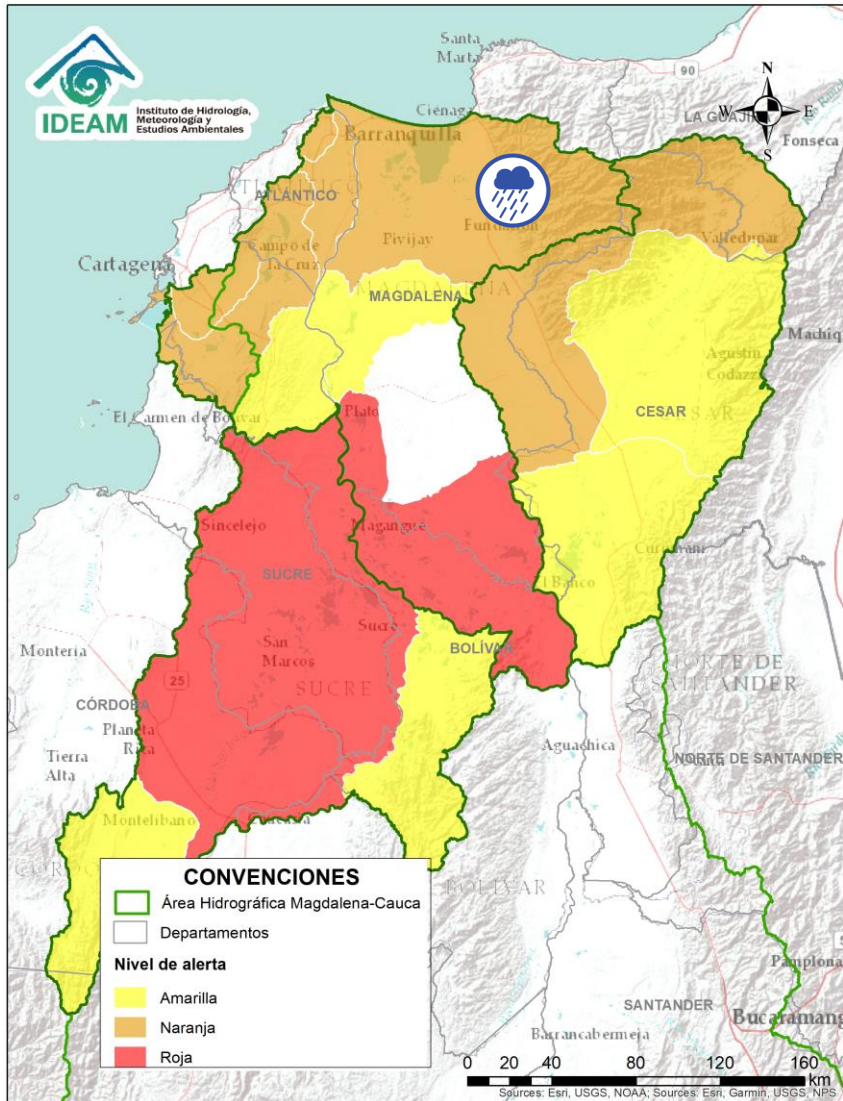 IDEAM
Instituto de Hidrología,
Meteorología y
Estudios Ambientales
Santa
Marta
Ciénaga
90
N
W
E
S
Fonseca
Barranquilla
ATLÁNTICO
Fundación
Pivijay
Valledupar
Campo de
la Cruz
Cartagena
MAGDALENA
Agustín
Codazzi
El Carmen de Bolívar
Plato
CESAR
Sincelejo
Magangué
SUCRE
El Banco
Sucre
Montería
San
Marcos
BOLÍVAR
SUCRE
25
NORTE DE
SANTANDER
CÓRDOBA
Planeta
Rica
Tierra
Alta
Aguachica
NORTE DE SANTANDER
Montelíbano
BOLÍVAR
CONVENCIONES
Área Hidrográfica Magdalena-Cauca
Departamentos
Nivel de alerta
Amarilla
Naranja
Roja
Pamplona
SANTANDER
Bucaramang
Barrancabermeja
0 20 40 80 120 160
Km
Sources: Esri, USGS, NOAA; Sources: Esri, Garmin, USGS, NPS